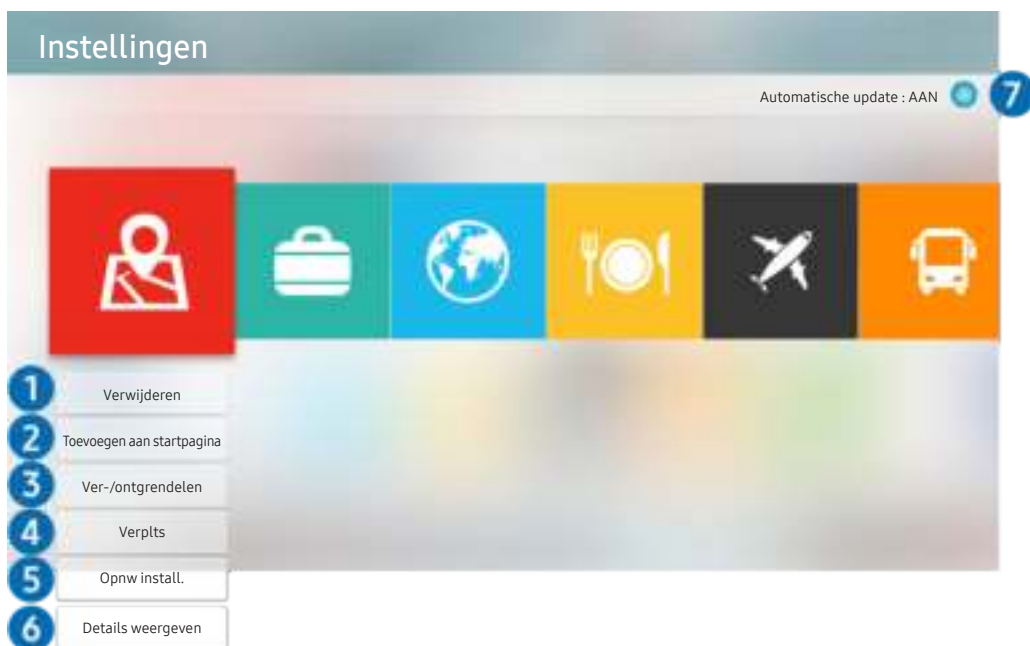 Instellingen
Automatische update : AAN 7
1 Verwijderen
2 Toevoegen aan startpagina
3 Ver-/ontgrendelen
4 Verplts
5 Opnw install.
6 Details weergeven